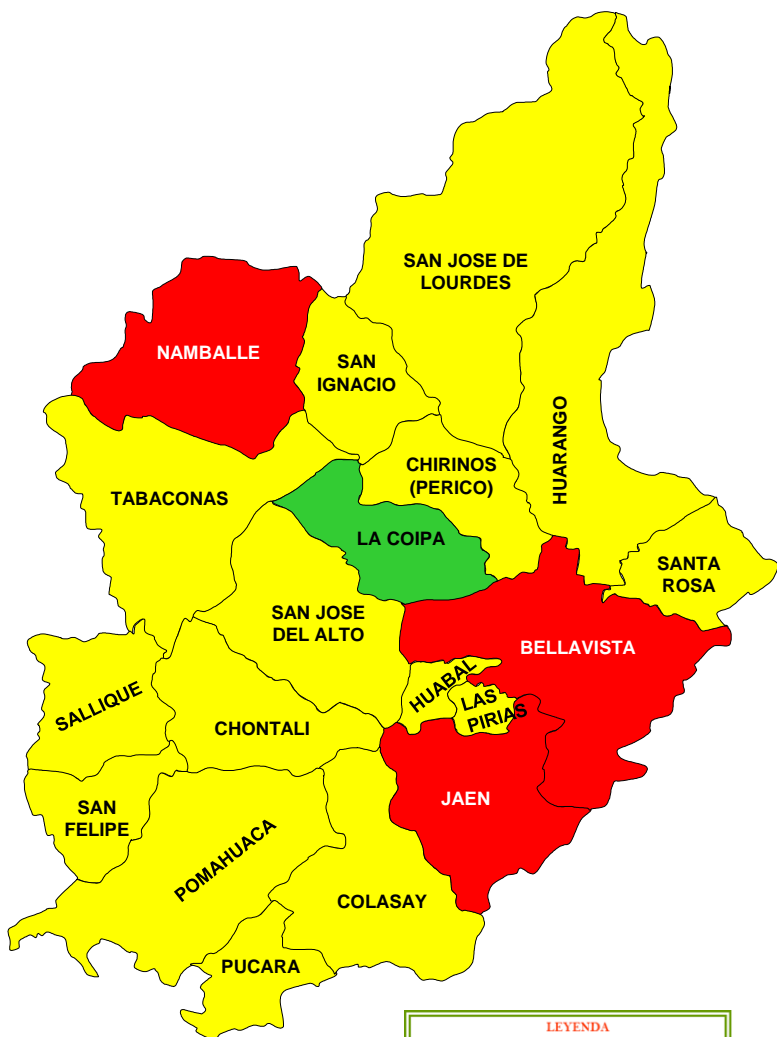 SAN JOSE DE
LOURDES
NAMBALLE
SAN
IGNACIO
HUARANGO
CHIRINOS
(PERICO)
TABACONAS
LA COIPA
SANTA
ROSA
SAN JOSE
DEL ALTO
BELLAVISTA
HUABAL
LAS
PIRIAS
SALLIQUE
CHONTALI
JAEN
SAN
FELIPE
POMAHUACA
COLASAY
PUCARA
LEYENDA